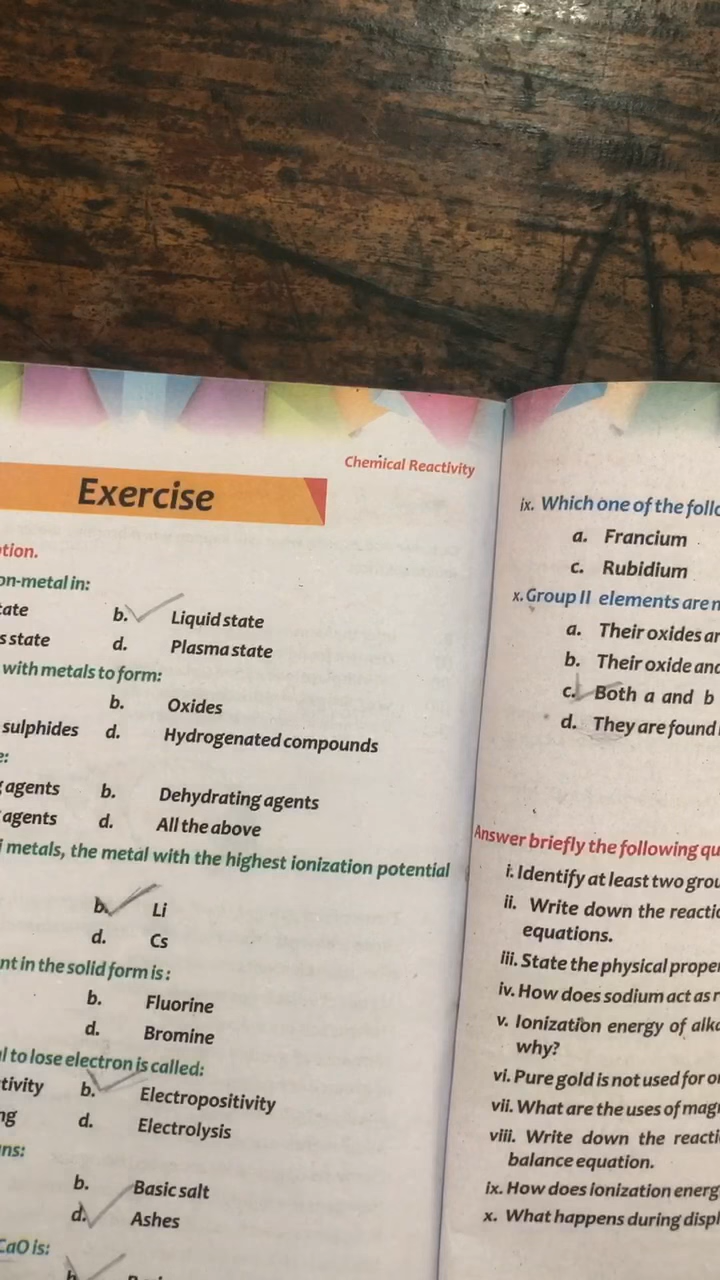 Chemical Reactivity
Exercise
tion.
on-metal in:
tate b. Liquid state
s state d. Plasma state
with metals to form:
b. Oxides
sulphides d. Hydrogenated compounds
e:
g agents b. Dehydrating agents
agents d. All the above
i metals, the metal with the highest ionization potential
b. Li
d. Cs
nt in the solid form is:
b. Fluorine
d. Bromine
l to lose electron is called:
tivity b. Electropositivity
ng d. Electrolysis
ans:
b. Basic salt
d. Ashes
CaO is:
b.
ix. Which one of the follo
a. Francium
c. Rubidium
x. Group II elements are n
a. Their oxides ar
b. Their oxide and
c. Both a and b
d. They are found
Answer briefly the following qu
i. Identify at least two grou
ii. Write down the reactio
equations.
iii. State the physical proper
iv. How does sodium act as r
v. Ionization energy of alka
why?
vi. Pure gold is not used for o
vii. What are the uses of magn
viii. Write down the reacti
balance equation.
ix. How does ionization energ
x. What happens during displ